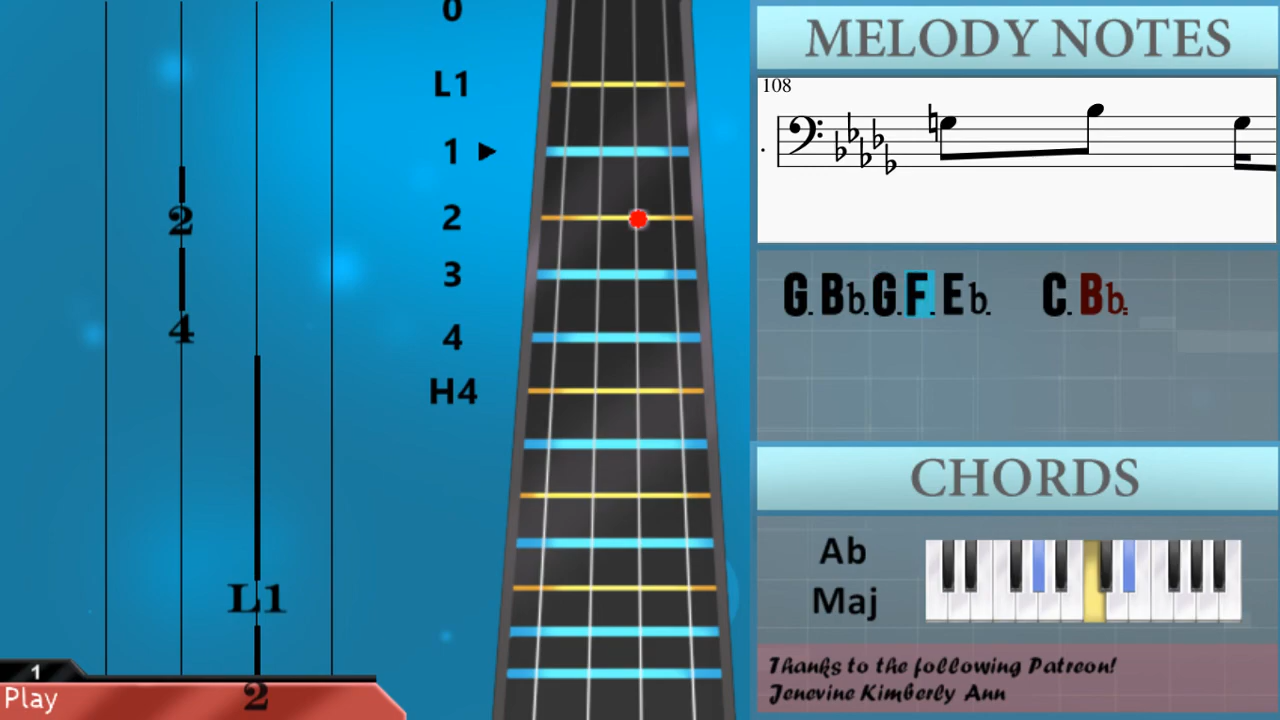 0
L1
1
2
3
4
H4
2
4
L1
2
1
Play
MELODY NOTES
108
G. Bb. G. F. Eb. C. Bb.
CHORDS
Ab
Maj
Thanks to the following Patreon!
Jenevine Kimberly Ann